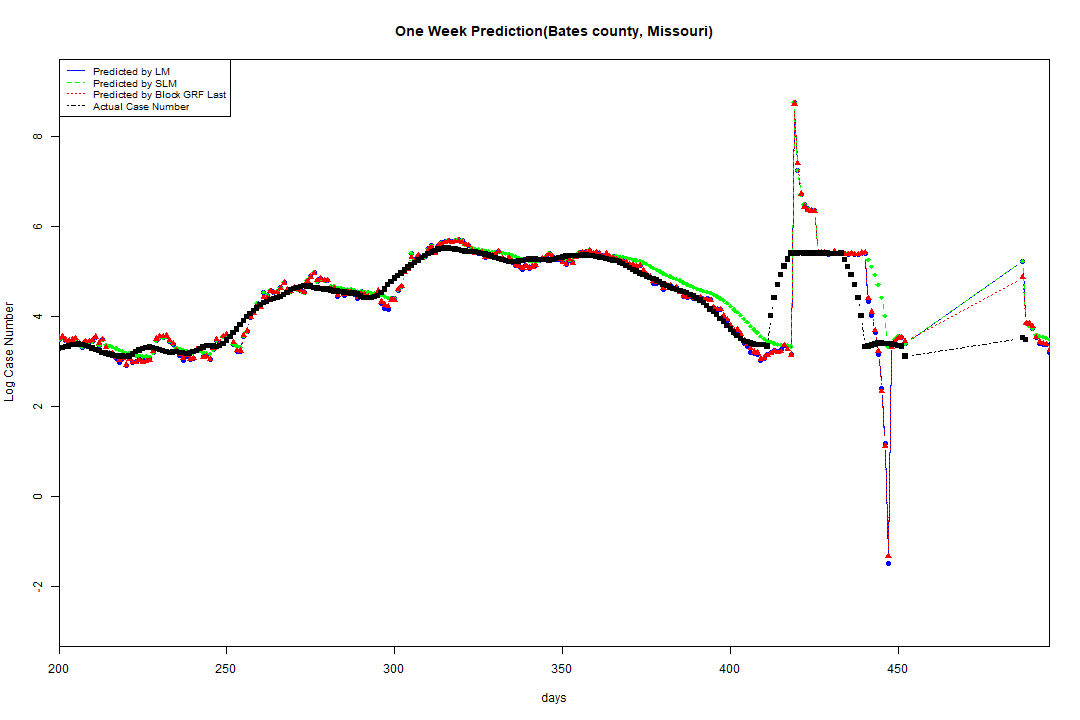 One Week Prediction(Bates county, Missouri)
Predicted by LM
Predicted by SLM
Predicted by Block GRF Last
Actual Case Number
8
6
4
2
0
-2
Log Case Number
200 250 300 350 400 450
days